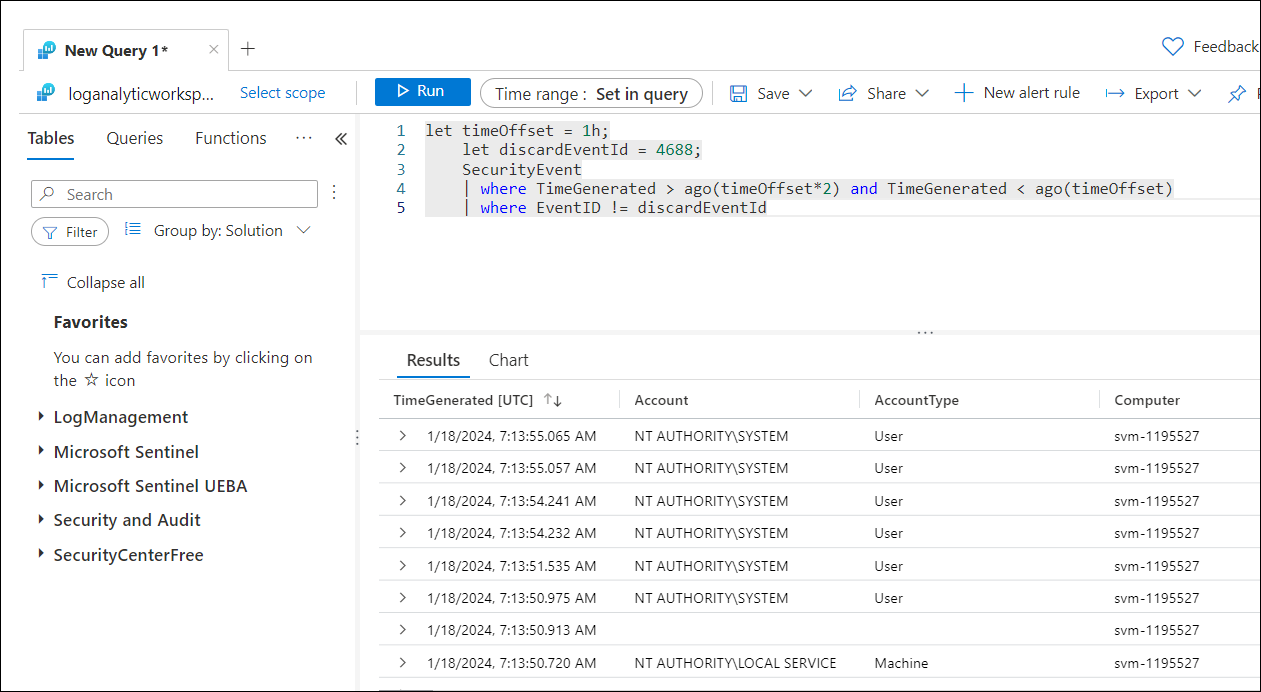 New Query 1*
Feedback
loganalyticworksp...
Select scope
Run
Time range : Set in query
Save
Share
New alert rule
Export
Tables
Queries
Functions
Search
Filter
Group by: Solution
Collapse all
Favorites
You can add favorites by clicking on
the ☆ icon
LogManagement
Microsoft Sentinel
Microsoft Sentinel UEBA
Security and Audit
SecurityCenterFree
1 let timeOffset = 1h;
2 let discardEventId = 4688;
3 SecurityEvent
4 | where TimeGenerated > ago(timeOffset*2) and TimeGenerated < ago(timeOffset)
5 | where EventID != discardEventId
Results
Chart
TimeGenerated [UTC] Account AccountType Computer
1/18/2024, 7:13:55.065 AM NT AUTHORITY\SYSTEM User svm-1195527
1/18/2024, 7:13:55.057 AM NT AUTHORITY\SYSTEM User svm-1195527
1/18/2024, 7:13:54.241 AM NT AUTHORITY\SYSTEM User svm-1195527
1/18/2024, 7:13:54.232 AM NT AUTHORITY\SYSTEM User svm-1195527
1/18/2024, 7:13:51.535 AM NT AUTHORITY\SYSTEM User svm-1195527
1/18/2024, 7:13:50.975 AM NT AUTHORITY\SYSTEM User svm-1195527
1/18/2024, 7:13:50.913 AM svm-1195527
1/18/2024, 7:13:50.720 AM NT AUTHORITY\LOCAL SERVICE Machine svm-1195527